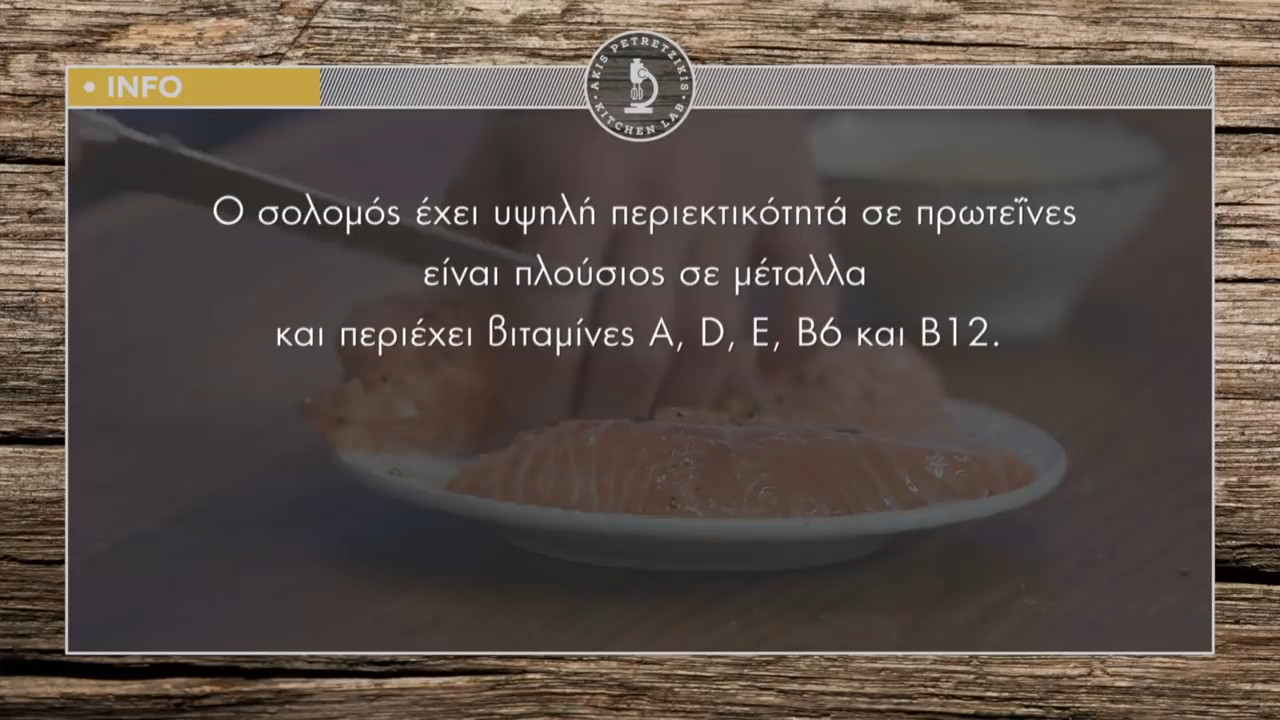 • INFO
AKIS PETRETZIKIS
• KITCHEN LAB •
Ο σολομός έχει υψηλή περιεκτικότητά σε πρωτεΐνες
είναι πλούσιος σε μέταλλα
και περιέχει βιταμίνες A, D, E, B6 και B12.